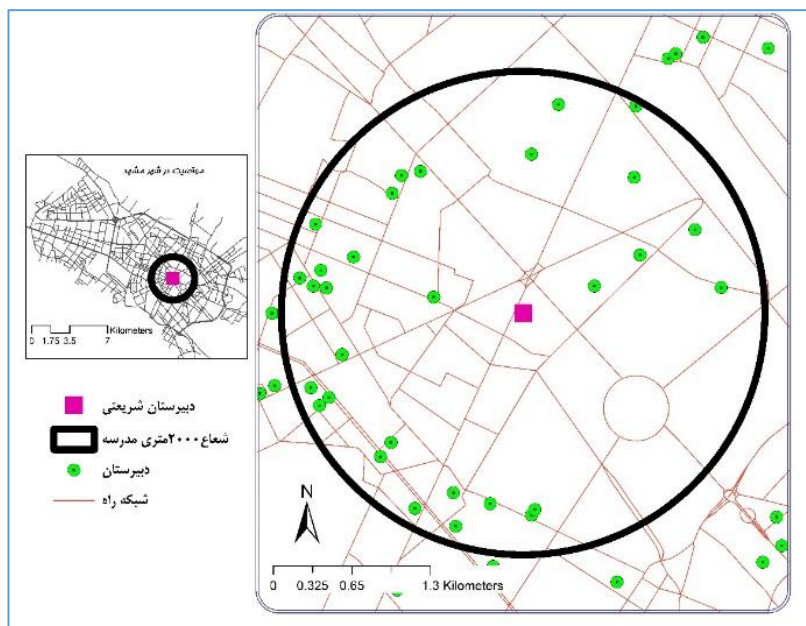 موقعیت در شهر مشهد
0 1.75 3.5 7 Kilometers
دبیرستان شریعتی
شعاع ۲۰۰۰متری مدرسه
دبیرستان
شبکه راه
N
0 0.325 0.65 1.3 Kilometers